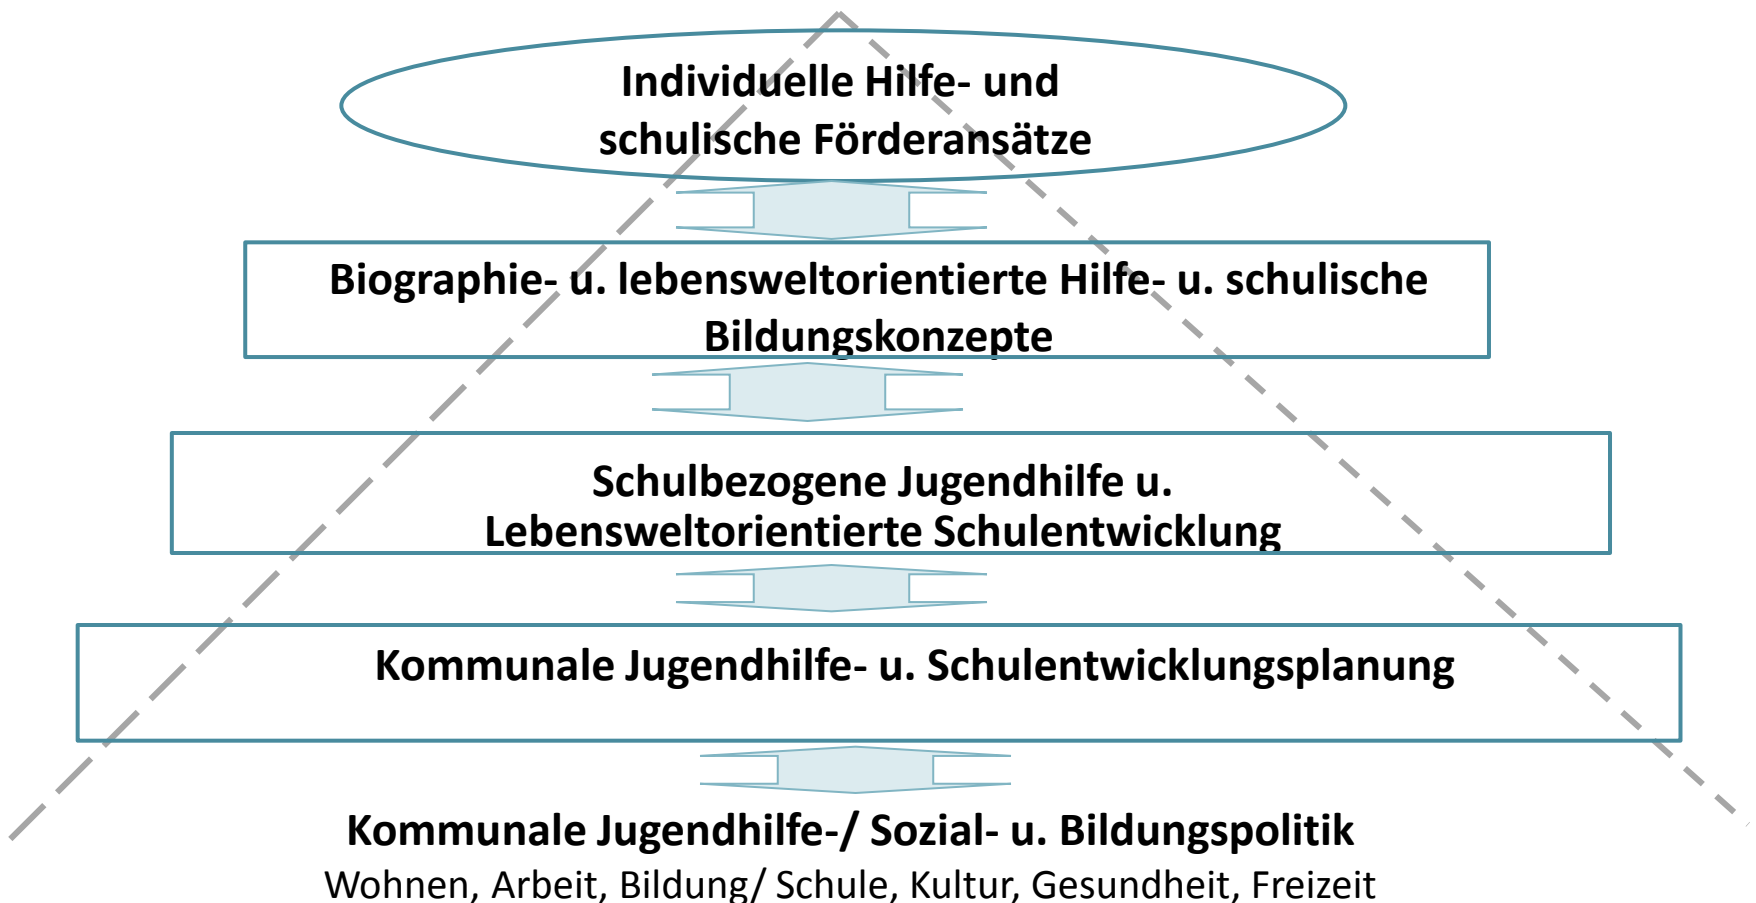 Individuelle Hilfe- und
schulische Förderansätze
Biographie- u. lebensweltorientierte Hilfe- u. schulische
Bildungskonzepte
Schulbezogene Jugendhilfe u.
Lebensweltorientierte Schulentwicklung
Kommunale Jugendhilfe- u. Schulentwicklungsplanung
Kommunale Jugendhilfe-/ Sozial- u. Bildungspolitik
Wohnen, Arbeit, Bildung/ Schule, Kultur, Gesundheit, Freizeit